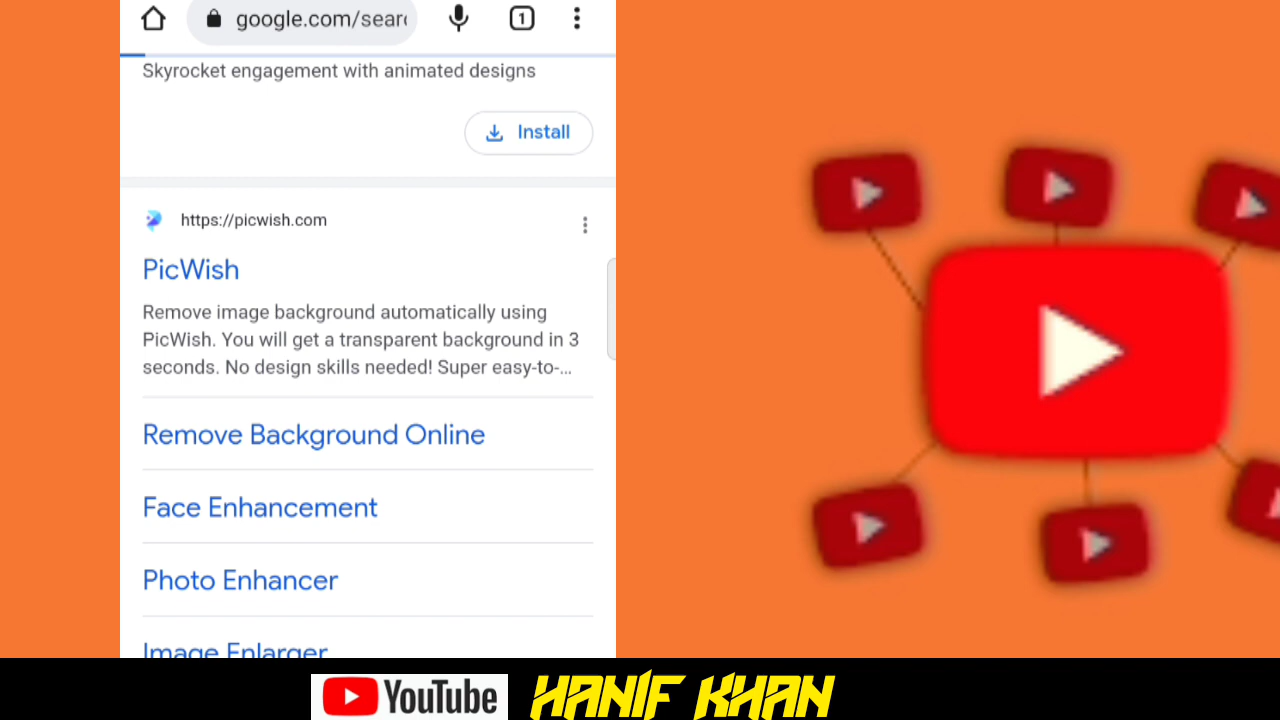 google.com/sear
1
Skyrocket engagement with animated designs
Install
https://picwish.com
PicWish
Remove image background automatically using
PicWish. You will get a transparent background in 3
seconds. No design skills needed! Super easy-to-...
Remove Background Online
Face Enhancement
Photo Enhancer
Image Enlarger
YouTube HANIF KHAN